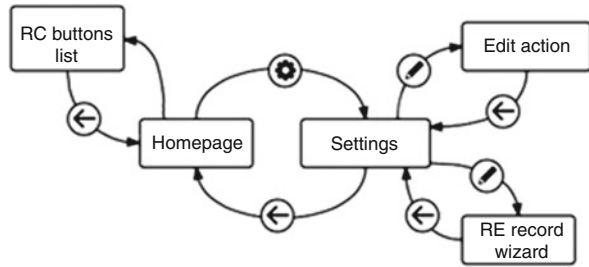 RC buttons
list
Edit action
Homepage
Settings
RE record
wizard